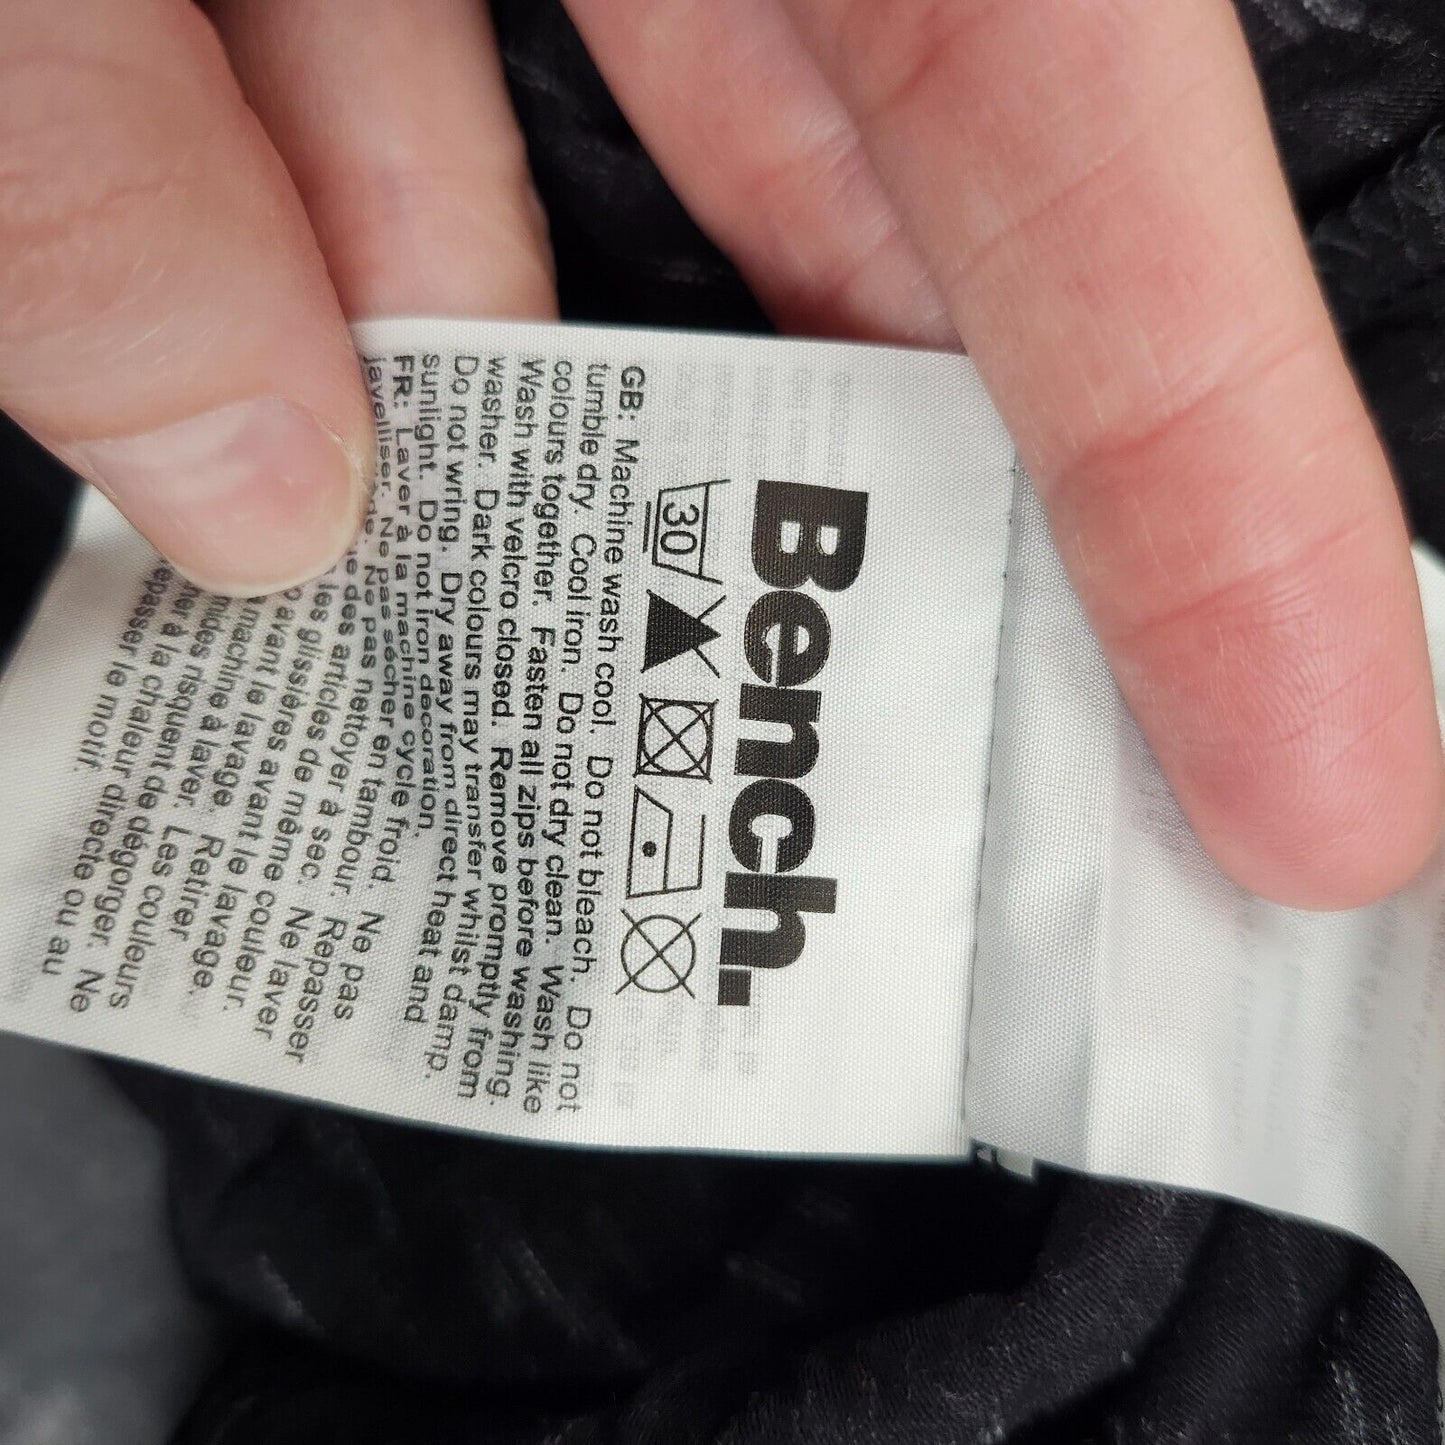 Bench.
30
GB: Machine wash cool. Do not bleach. Do not
tumble dry. Cool iron. Do not dry clean. Wash like
colours together. Fasten all zips before washing.
Wash with velcro closed. Remove promptly from
washer. Dark colours may transfer whilst damp.
Do not wring. Dry away from direct heat and
sunlight. Do not iron decoration.
FR: Laver à la machine cycle froid. Ne pas
javelliser. Ne pas sécher en tambour. Repasser
Ne pas nettoyer à sec. Ne laver
des articles de même couleur.
les glissières avant le lavage.
avant le lavage. Retirer
machine à laver. Les couleurs
risquent de dégorger. Ne
à la chaleur directe ou au
le motif.